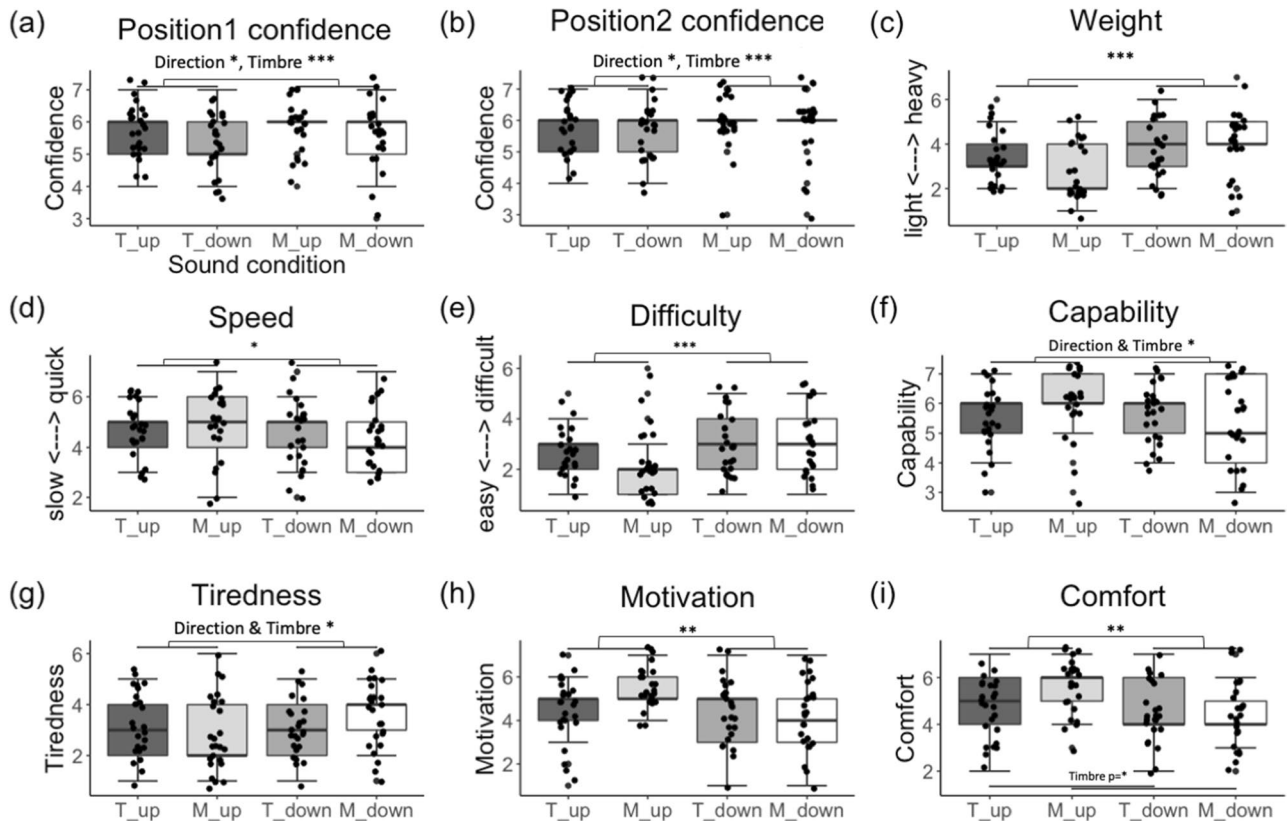 (a) Position1 confidence
Direction *, Timbre ***
Confidence
7
6
5
4
3
T_up T_down M_up M_down
Sound condition
(b) Position2 confidence
Direction *, Timbre ***
Confidence
7
6
5
4
3
T_up T_down M_up M_down
(c) Weight
***
light <---> heavy
6
4
2
T_up M_up T_down M_down
(d) Speed
*
slow <---> quick
6
4
2
T_up M_up T_down M_down
(e) Difficulty
***
easy <---> difficult
6
4
2
T_up M_up T_down M_down
(f) Capability
Direction & Timbre *
Capability
7
6
5
4
3
T_up M_up T_down M_down
(g) Tiredness
Direction & Timbre *
Tiredness
6
4
2
T_up M_up T_down M_down
(h) Motivation
**
Motivation
6
4
2
T_up M_up T_down M_down
(i) Comfort
**
Comfort
6
4
2
Timbre p=*
T_up M_up T_down M_down